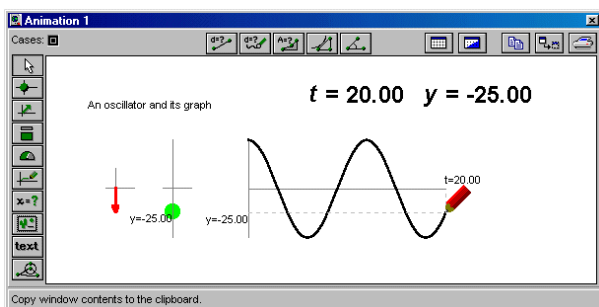 Animation 1
Cases:
d=? d=? A=?
An oscillator and its graph
t = 20.00 y = -25.00
t=20.00
y=-25.00 y=-25.00
x=?
text
Copy window contents to the clipboard.